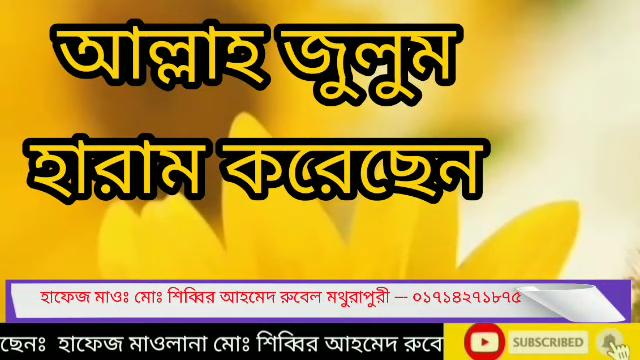 আল্লাহ জুলুম
হারাম করেছেন
হাফেজ মাওঃ মোঃ শিব্বির আহমেদ রুবেল মথুরাপুরী – ০১৭১৪২৭১৮৭৫
ছেনঃ হাফেজ মাওলানা মোঃ শিব্বির আহমেদ রুবে
SUBSCRIBED